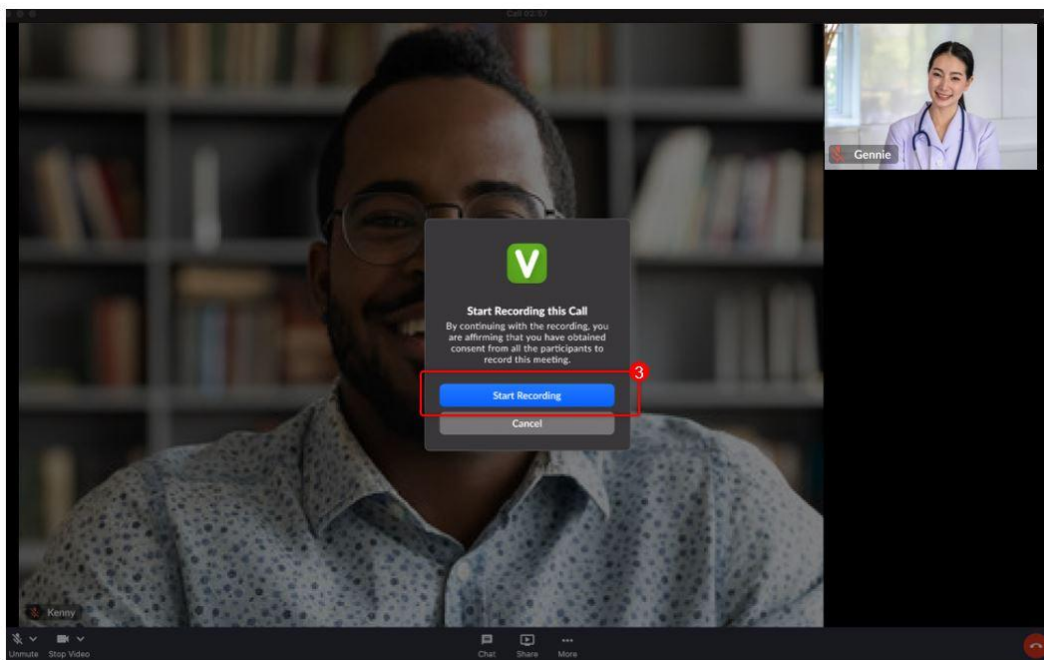 Call 02:57
Gennie
V
Start Recording this Call
By continuing with the recording, you
are affirming that you have obtained
consent from all the participants to
record this meeting.
3
Start Recording
Cancel
Kenny
Unmute Stop Video Chat Share More